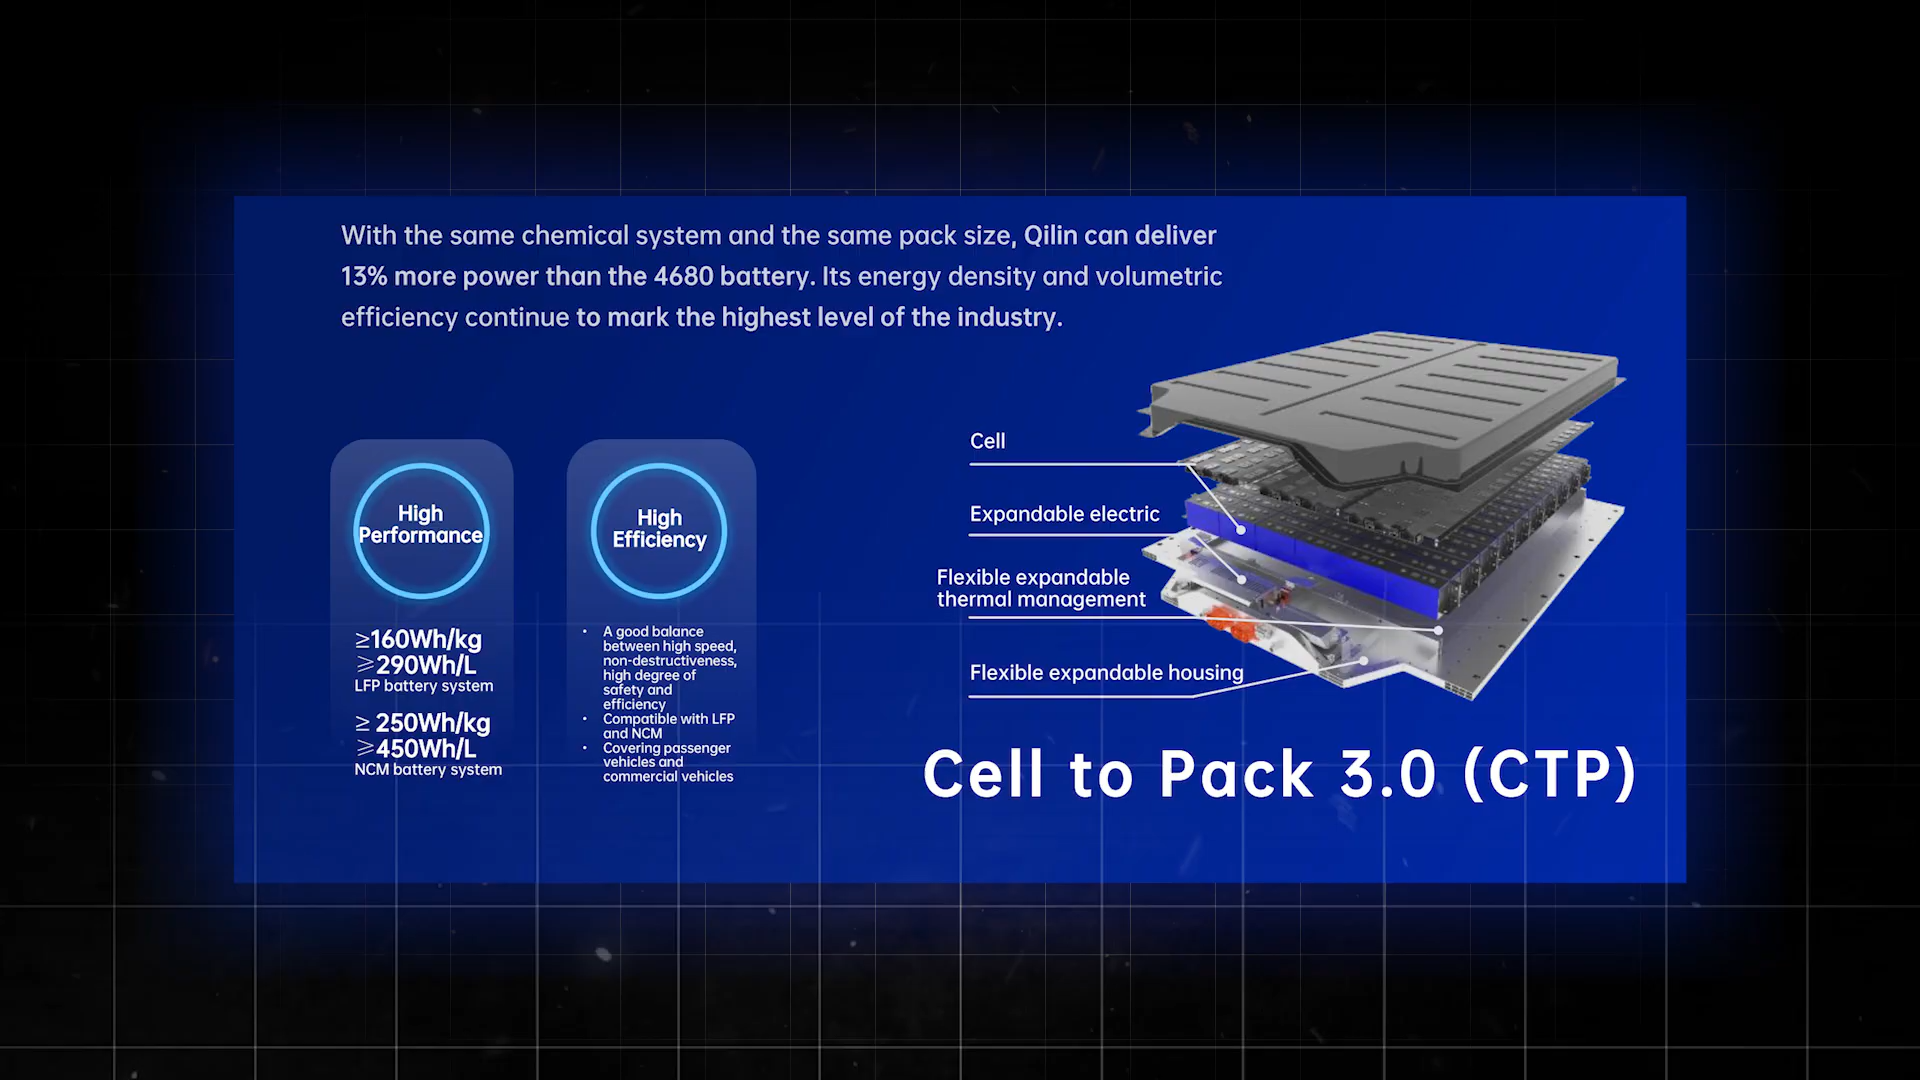 With the same chemical system and the same pack size, Qilin can deliver
13% more power than the 4680 battery. Its energy density and volumetric
efficiency continue to mark the highest level of the industry.
High
Performance
≥160Wh/kg
≥290Wh/L
LFP battery system
≥ 250Wh/kg
≥450Wh/L
NCM battery system
High
Efficiency
• A good balance
between high speed,
non-destructiveness,
high degree of
safety and
efficiency
• Compatible with LFP
and NCM
• Covering passenger
vehicles and
commercial vehicles
Cell
Expandable electric
Flexible expandable
thermal management
Flexible expandable housing
Cell to Pack 3.0 (CTP)